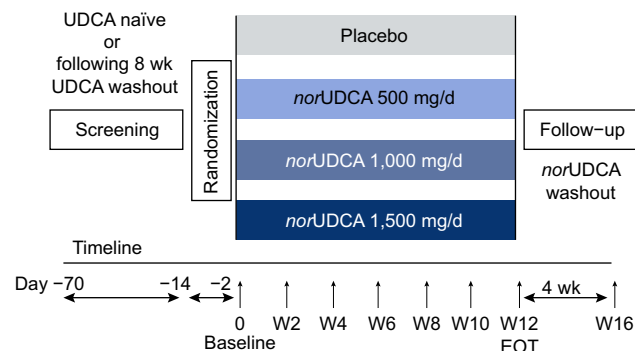 UDCA naïve
or
following 8 wk
UDCA washout
Screening
Randomization
Placebo
norUDCA 500 mg/d
norUDCA 1,000 mg/d
norUDCA 1,500 mg/d
Follow−up
norUDCA
washout
Timeline
Day −70 −14 −2 4 wk
0 W2 W4 W6 W8 W10 W12 W16
Baseline EOT